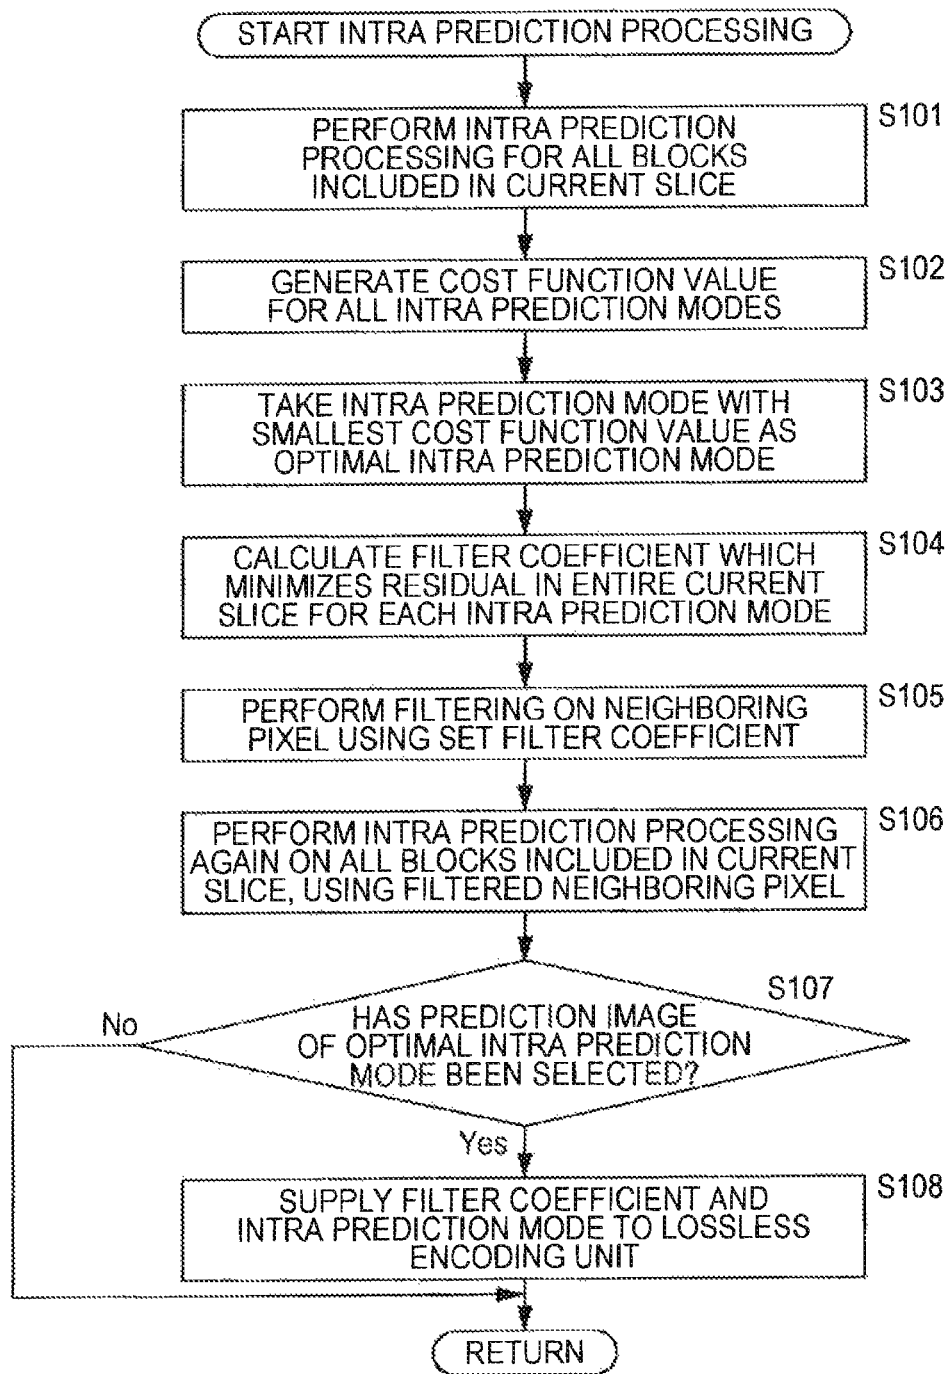 START INTRA PREDICTION PROCESSING
S101
PERFORM INTRA PREDICTION
PROCESSING FOR ALL BLOCKS
INCLUDED IN CURRENT SLICE
S102
GENERATE COST FUNCTION VALUE
FOR ALL INTRA PREDICTION MODES
S103
TAKE INTRA PREDICTION MODE WITH
SMALLEST COST FUNCTION VALUE AS
OPTIMAL INTRA PREDICTION MODE
S104
CALCULATE FILTER COEFFICIENT WHICH
MINIMIZES RESIDUAL IN ENTIRE CURRENT
SLICE FOR EACH INTRA PREDICTION MODE
S105
PERFORM FILTERING ON NEIGHBORING
PIXEL USING SET FILTER COEFFICIENT
S106
PERFORM INTRA PREDICTION PROCESSING
AGAIN ON ALL BLOCKS INCLUDED IN CURRENT
SLICE, USING FILTERED NEIGHBORING PIXEL
S107
No
HAS PREDICTION IMAGE
OF OPTIMAL INTRA PREDICTION
MODE BEEN SELECTED?
Yes
S108
SUPPLY FILTER COEFFICIENT AND
INTRA PREDICTION MODE TO LOSSLESS
ENCODING UNIT
RETURN